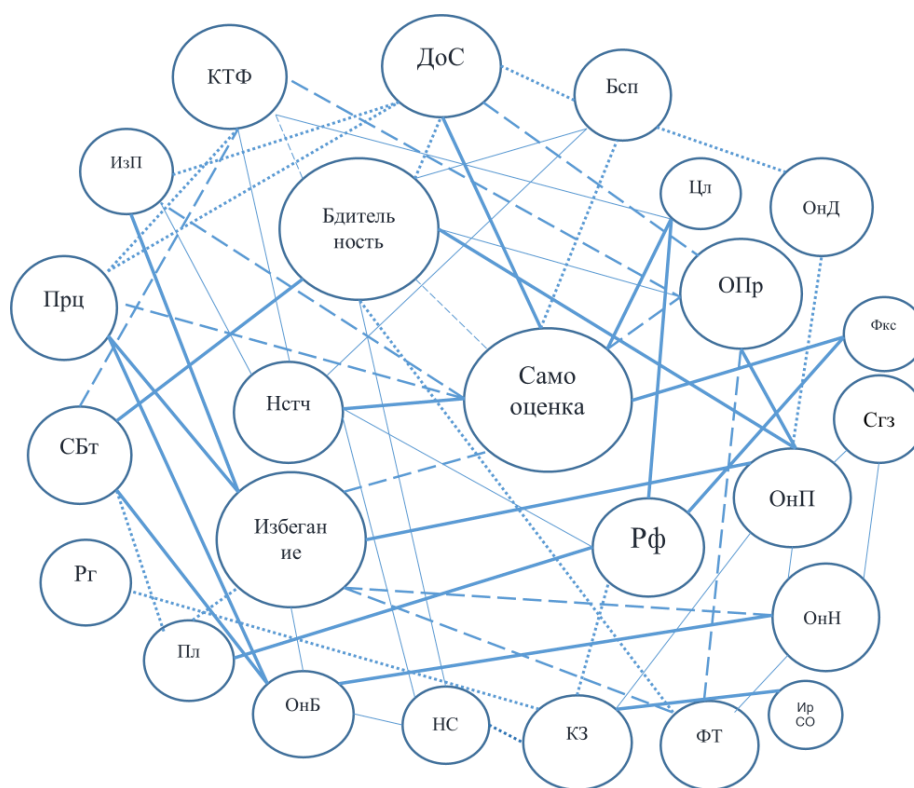 КТФ
ДоС
Бсп
ИзП
Цл
ОнД
Бдитель
ность
Прц
ОПр
Фкс
Само
оценка
Нстч
Сгз
СБт
ОнП
Избеган
ие
Рф
Рг
ОнН
Пл
ОнБ
НС
КЗ
ФТ
Ир
СО